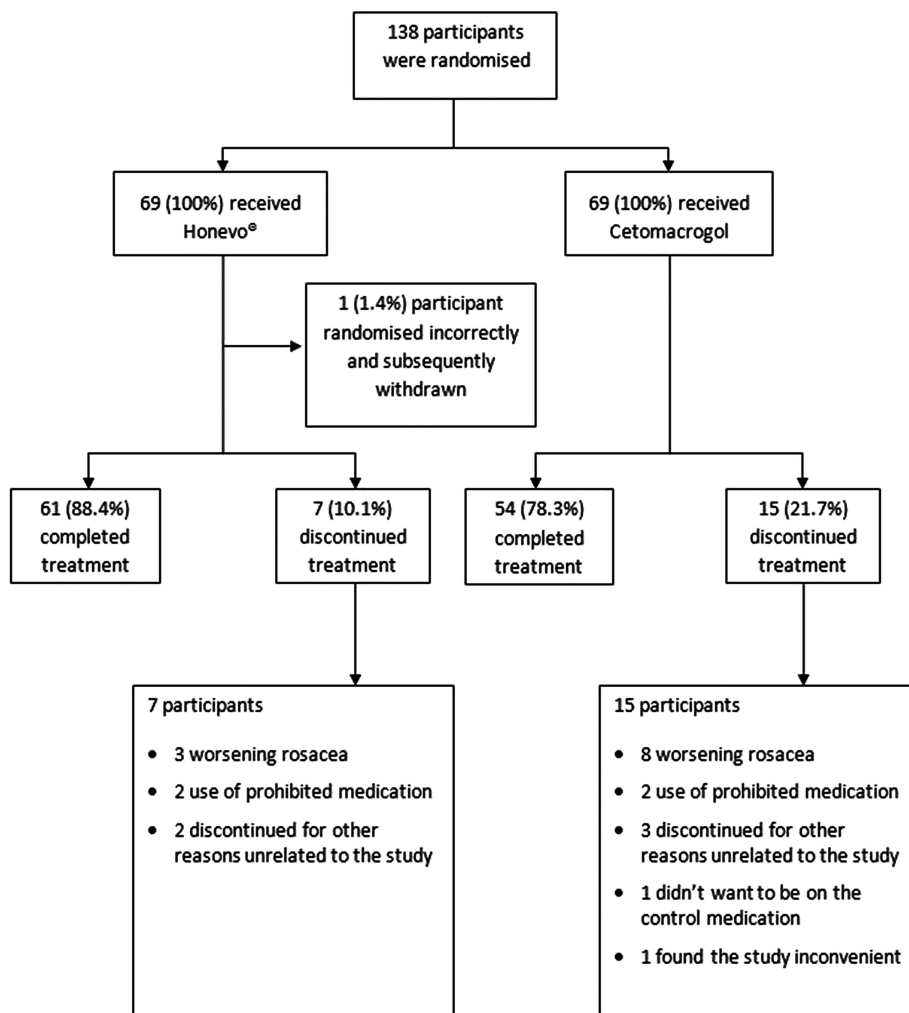 138 participants
were randomised
69 (100%) received
Honevo®
69 (100%) received
Cetomacrogol
1 (1.4%) participant
randomised incorrectly
and subsequently
withdrawn
61 (88.4%)
completed
treatment
7 (10.1%)
discontinued
treatment
54 (78.3%)
completed
treatment
15 (21.7%)
discontinued
treatment
7 participants
• 3 worsening rosacea
• 2 use of prohibited medication
• 2 discontinued for other
reasons unrelated to the study
15 participants
• 8 worsening rosacea
• 2 use of prohibited medication
• 3 discontinued for other
reasons unrelated to the study
• 1 didn't want to be on the
control medication
• 1 found the study inconvenient